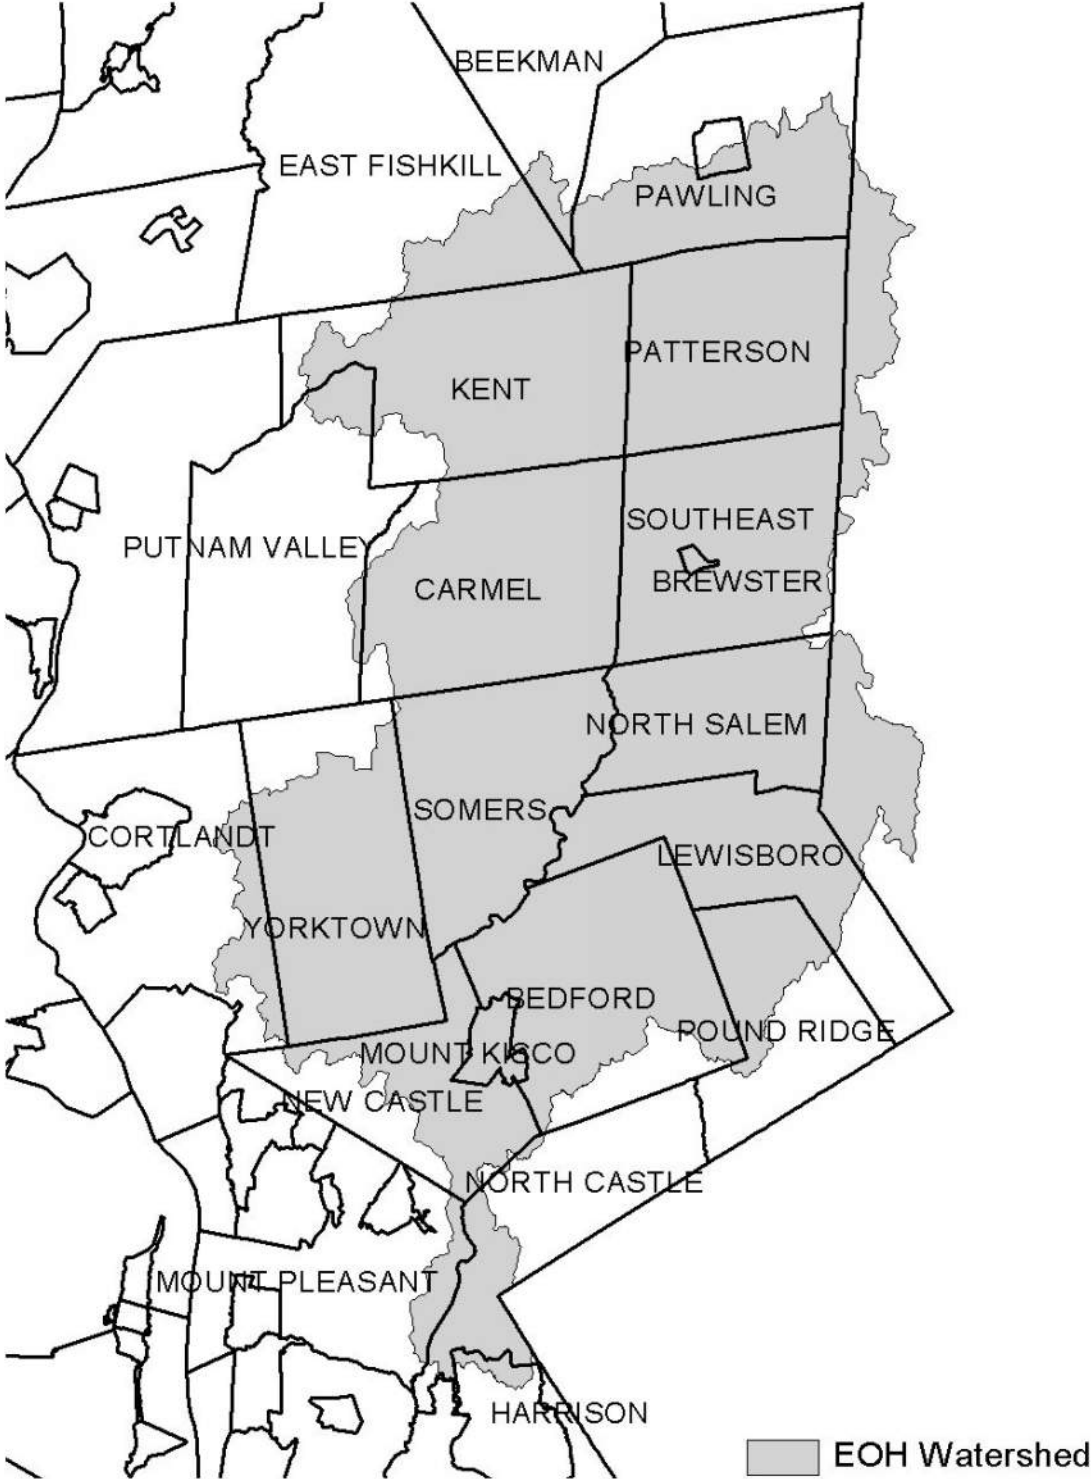 BEEKMAN
EAST FISHKILL
PAWLING
PATTERSON
KENT
SOUTHEAST
PUTNAM VALLEY
BREWSTER
CARMEL
NORTH SALEM
SOMERS
CORTLANDT
LEWISBORO
YORKTOWN
BEDFORD
POUND RIDGE
MOUNT KISCO
NEW CASTLE
NORTH CASTLE
MOUNT PLEASANT
HARRISON
EOH Watershed